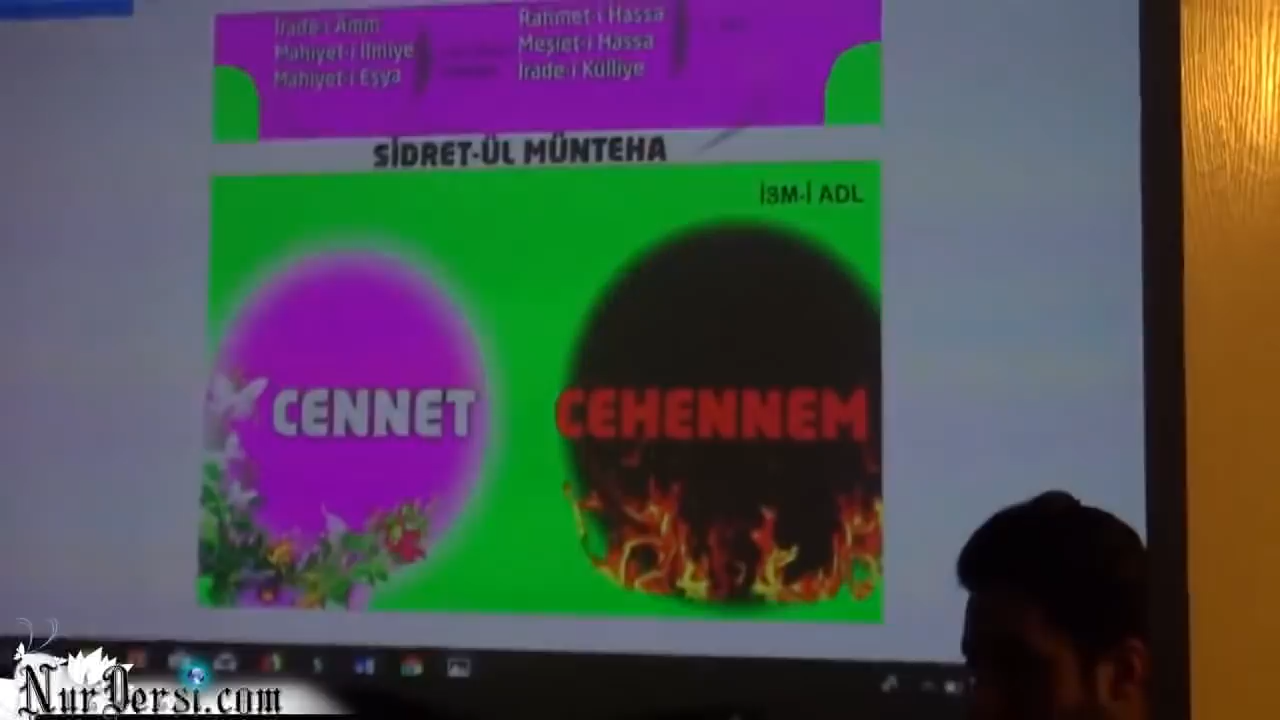 İrade-i Amm
Mahiyet-i İlmiye
Mahiyet-i Eşya
Rahmet-i Hassa
Meşiet-i Hassa
İrade-i Külliye
SİDRET-ÜL MÜNTEHA
İSM-İ ADL
CENNET
CEHENNEM
NurDersi.com